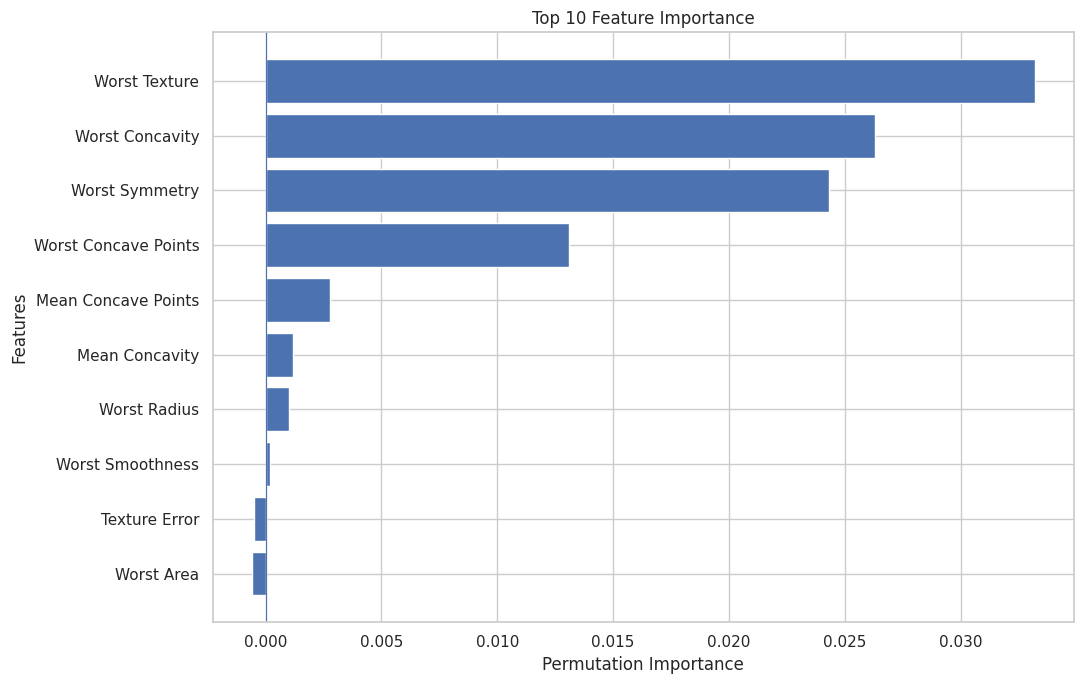 Top 10 Feature Importance
Features
Worst Texture
Worst Concavity
Worst Symmetry
Worst Concave Points
Mean Concave Points
Mean Concavity
Worst Radius
Worst Smoothness
Texture Error
Worst Area
0.000 0.005 0.010 0.015 0.020 0.025 0.030
Permutation Importance